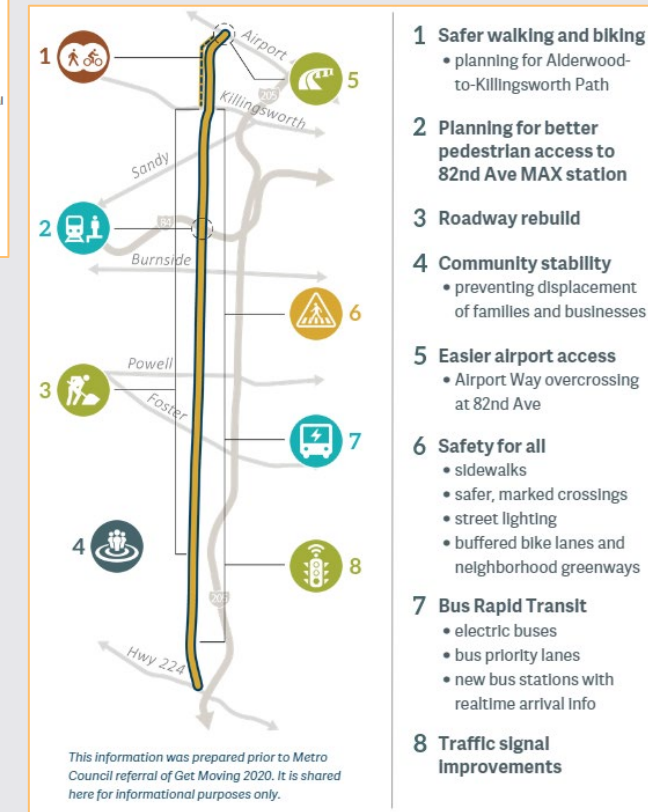 1
Airport
5
205
Killingsworth
Sandy
2
84
Burnside
6
Powell
3
Foster
7
4
8
205
Hwy 224
This information was prepared prior to Metro
Council referral of Get Moving 2020. It is shared
here for informational purposes only.
1 Safer walking and biking
• planning for Alderwood-
to-Killingsworth Path
2 Planning for better
pedestrian access to
82nd Ave MAX station
3 Roadway rebuild
4 Community stability
• preventing displacement
of families and businesses
5 Easier airport access
• Airport Way overcrossing
at 82nd Ave
6 Safety for all
• sidewalks
• safer, marked crossings
• street lighting
• buffered bike lanes and
neighborhood greenways
7 Bus Rapid Transit
• electric buses
• bus priority lanes
• new bus stations with
realtime arrival info
8 Traffic signal
improvements